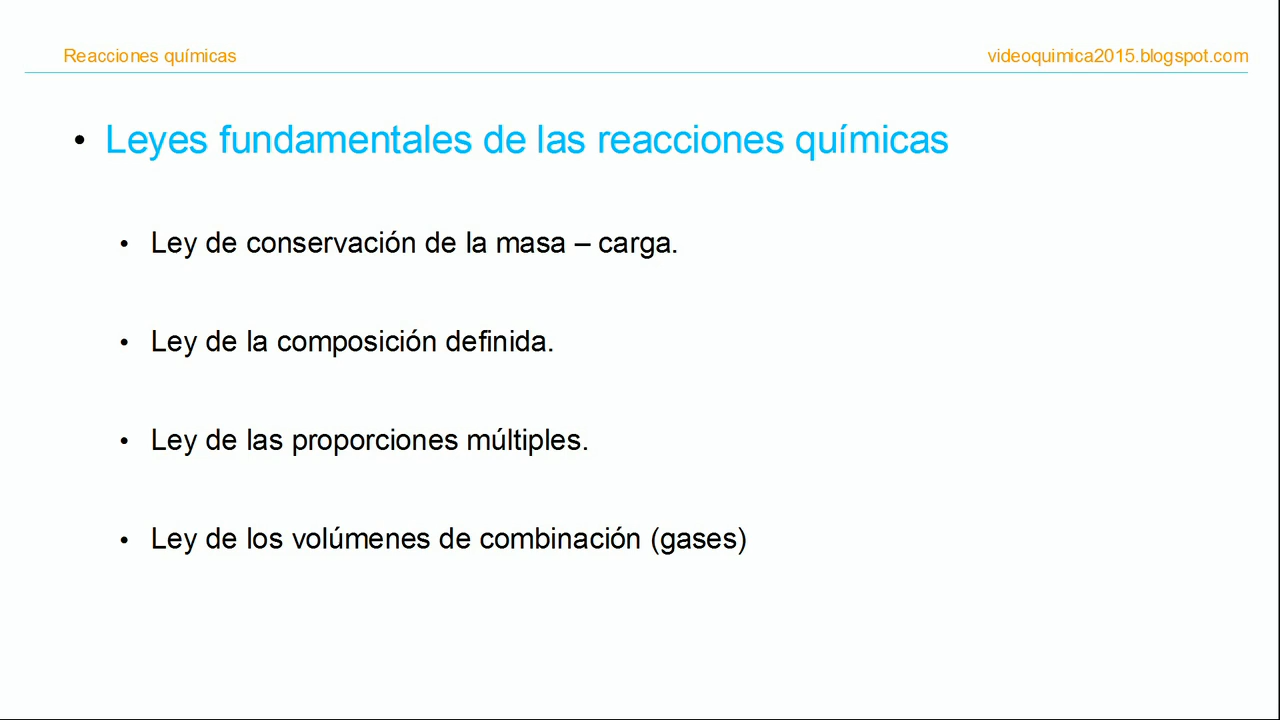 Reacciones químicas
videoquimica2015.blogspot.com
• Leyes fundamentales de las reacciones químicas
• Ley de conservación de la masa – carga.
• Ley de la composición definida.
• Ley de las proporciones múltiples.
• Ley de los volúmenes de combinación (gases)